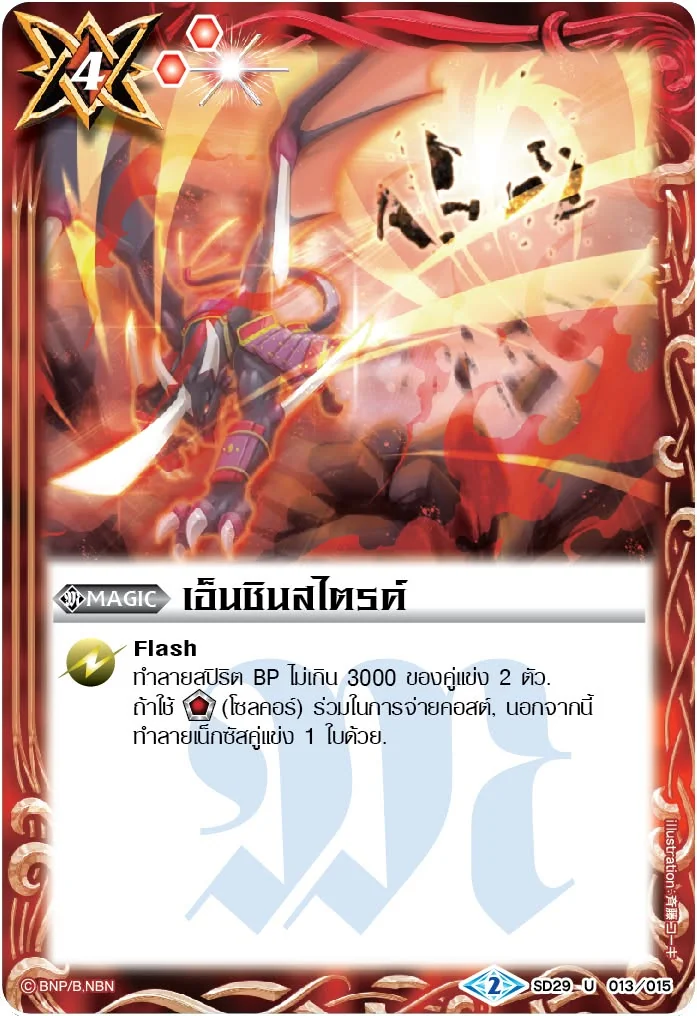 4
MAGIC เอ็นชินสไตรค์
Flash
ทำลายสปิริต BP ไม่เกิน 3000 ของคู่แข่ง 2 ตัว.
ถ้าใช้ (โซลคอร์) ร่วมในการจ่ายคอสต์, นอกจากนี้
ทำลายเน็กซัสคู่แข่ง 1 ใบด้วย.
illustration:斉藤コーキ
©BNP/B,NBN
2 SD29 U 013/015